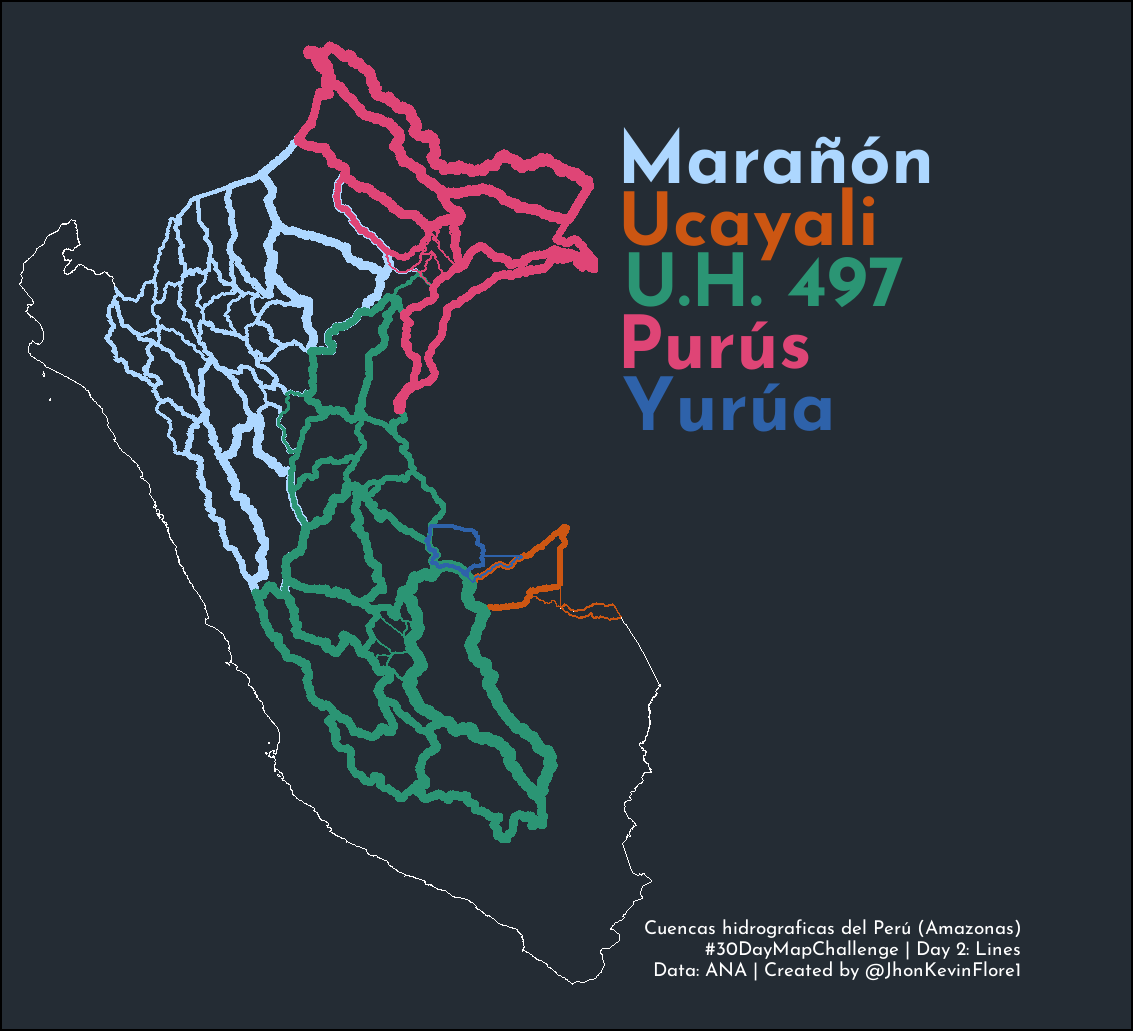 Marañón
Ucayali
U.H. 497
Purús
Yurúa
Cuencas hidrograficas del Perú (Amazonas)
#30DayMapChallenge | Day 2: Lines
Data: ANA | Created by @JhonKevinFlore1